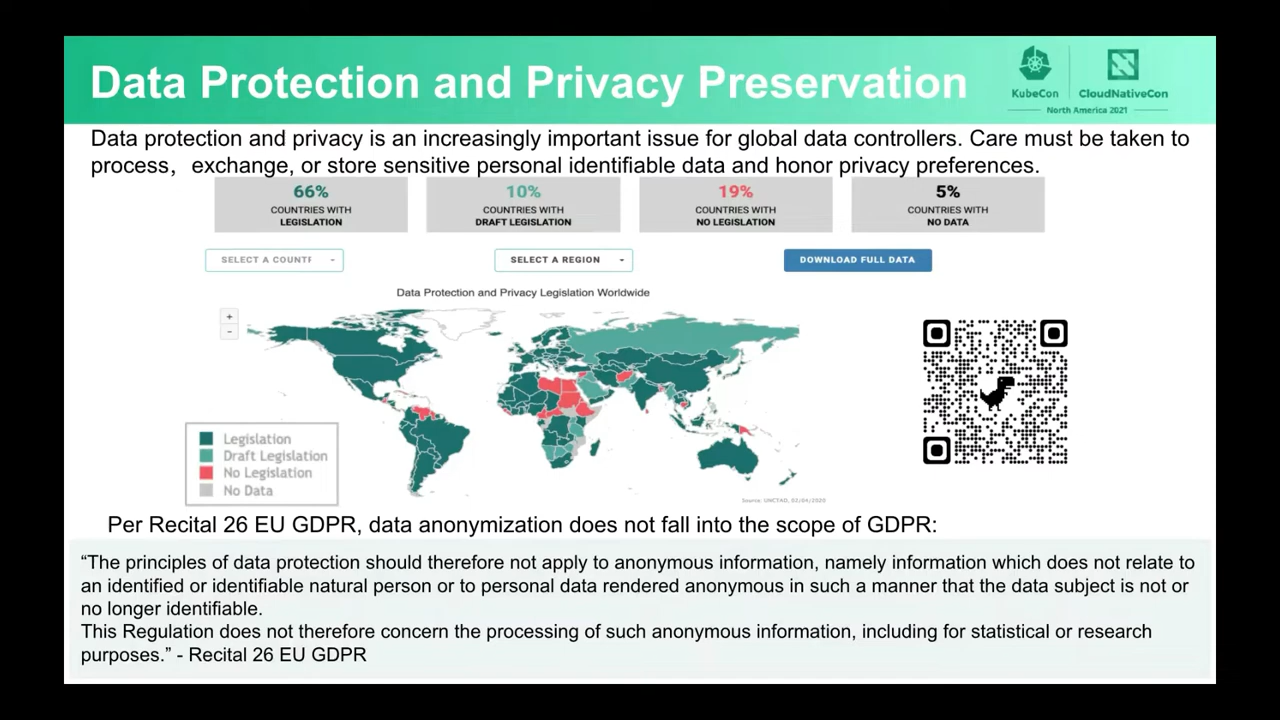 Data Protection and Privacy Preservation
KubeCon
CloudNativeCon
North America 2021
Data protection and privacy is an increasingly important issue for global data controllers. Care must be taken to
process， exchange, or store sensitive personal identifiable data and honor privacy preferences.
66%
COUNTRIES WITH
LEGISLATION
10%
COUNTRIES WITH
DRAFT LEGISLATION
19%
COUNTRIES WITH
NO LEGISLATION
5%
COUNTRIES WITH
NO DATA
SELECT A COUNTF
SELECT A REGION
DOWNLOAD FULL DATA
Data Protection and Privacy Legislation Worldwide
+
−
Legislation
Draft Legislation
No Legislation
No Data
Source: UNCTAD, 02/04/2020
Per Recital 26 EU GDPR, data anonymization does not fall into the scope of GDPR:
“The principles of data protection should therefore not apply to anonymous information, namely information which does not relate to
an identified or identifiable natural person or to personal data rendered anonymous in such a manner that the data subject is not or
no longer identifiable.
This Regulation does not therefore concern the processing of such anonymous information, including for statistical or research
purposes.” - Recital 26 EU GDPR